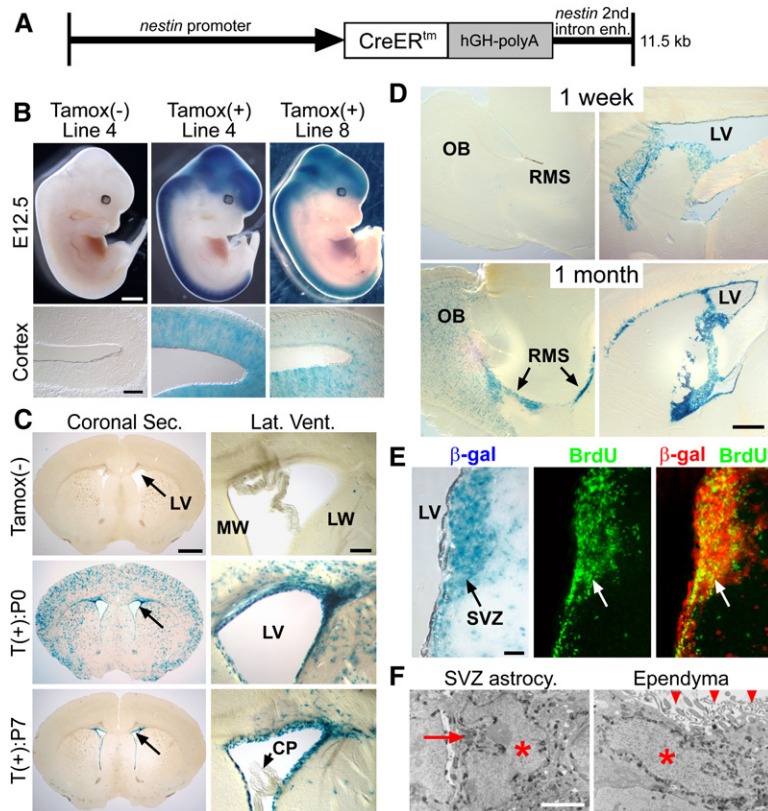 A
nestin promoter
CreERtm
hGH-polyA
nestin 2nd
intron enh.
11.5 kb
B
Tamox(-)
Line 4
Tamox(+)
Line 4
Tamox(+)
Line 8
E12.5
Cortex
C
Coronal Sec.
Lat. Vent.
Tamox(-)
LV
MW
LW
T(+):P0
LV
T(+):P7
CP
D
1 week
OB
RMS
LV
1 month
OB
RMS
LV
E
β-gal
BrdU
β-gal
BrdU
LV
SVZ
F
SVZ astrocy.
Ependyma
*
*